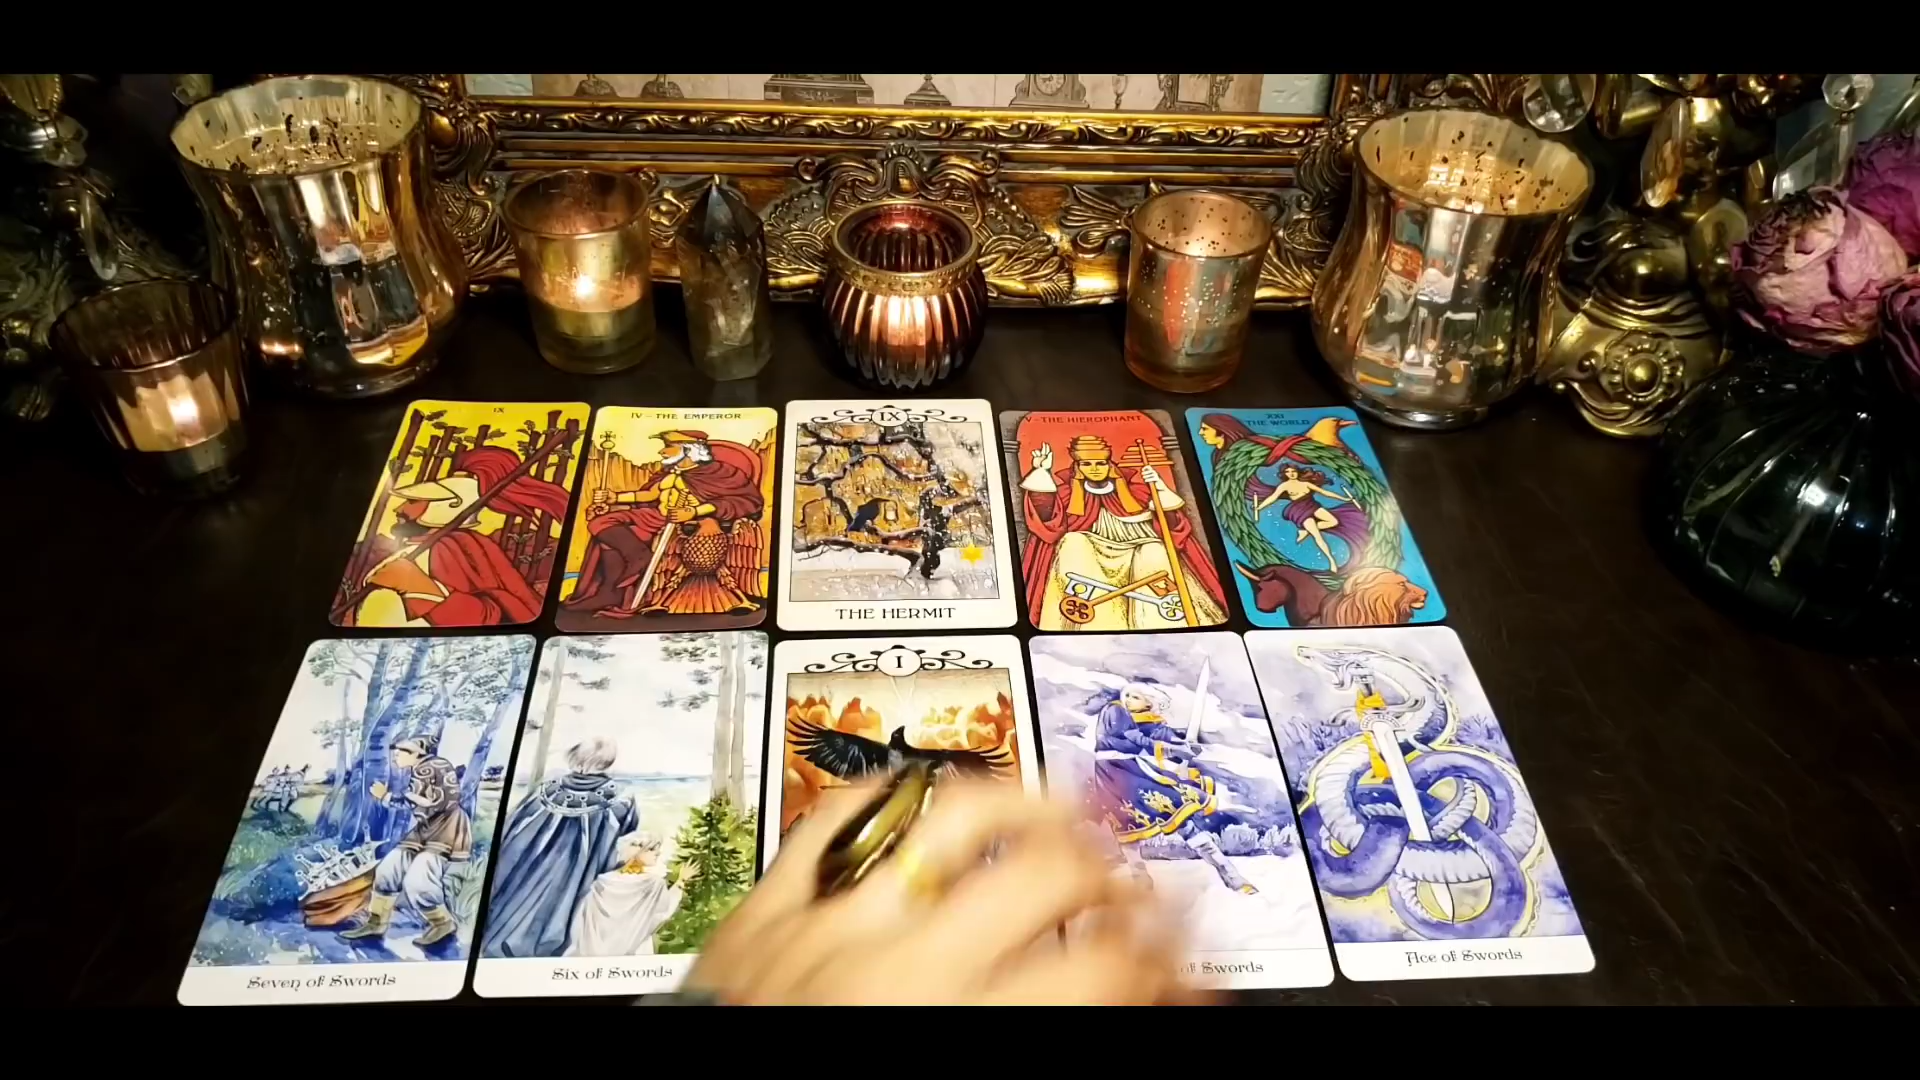 IX
IV - THE EMPEROR
IX
THE HERMIT
V - THE HIEROPHANT
XXI
THE WORLD
Seven of Swords
Six of Swords
I
of Swords
Ace of Swords